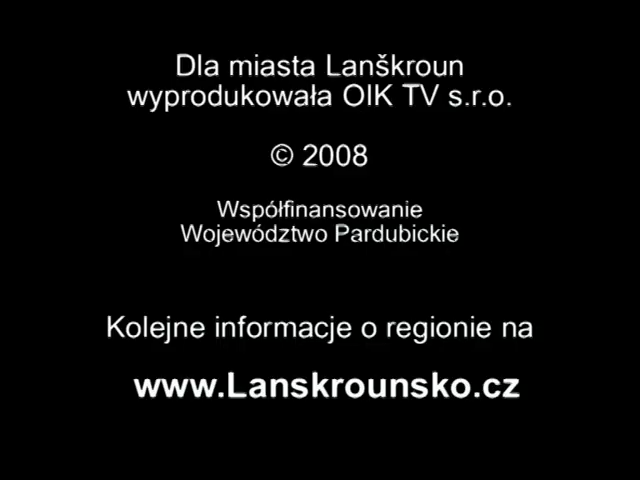 Dla miasta Lanškroun
wyprodukowała OIK TV s.r.o.
© 2008
Współfinansowanie
Województwo Pardubickie
Kolejne informacje o regionie na
www.Lanskrounsko.cz